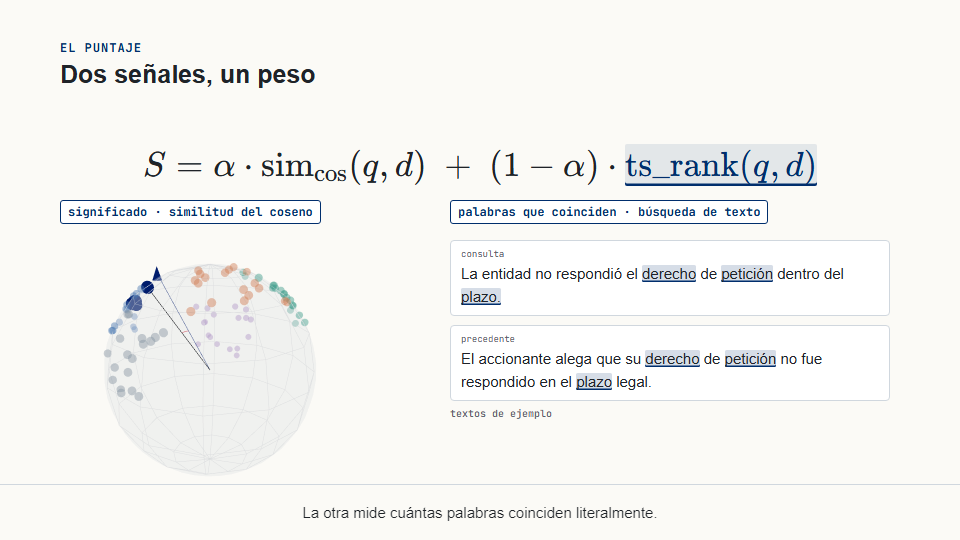 EL PUNTAJE
Dos señales, un peso
S = α · sim_cos(q, d) + (1 − α) · ts_rank(q, d)
significado · similitud del coseno
palabras que coinciden · búsqueda de texto
consulta
La entidad no respondió el derecho de petición dentro del
plazo.
precedente
El accionante alega que su derecho de petición no fue
respondido en el plazo legal.
textos de ejemplo
La otra mide cuántas palabras coinciden literalmente.